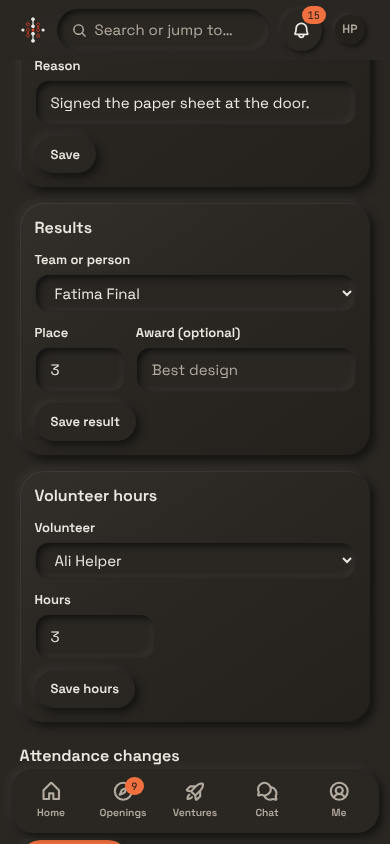 Search or jump to...
15
HP
Reason
Signed the paper sheet at the door.
Save
Results
Team or person
Fatima Final
Place
Award (optional)
3
Best design
Save result
Volunteer hours
Volunteer
Ali Helper
Hours
3
Save hours
Attendance changes
9
Home
Openings
Ventures
Chat
Me